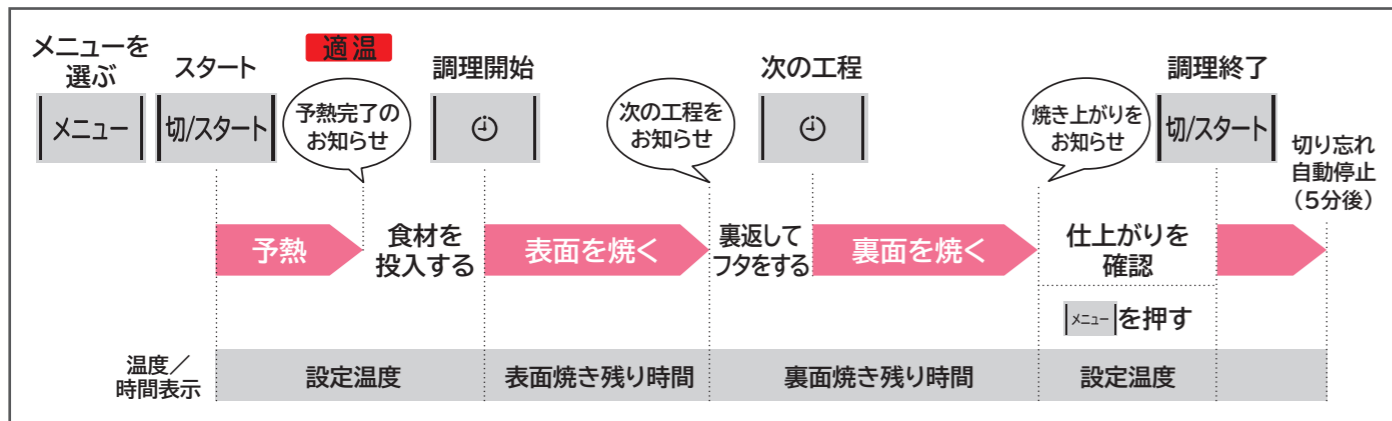 メニューを
選ぶ
スタート
適温
調理開始
次の工程
調理終了
メニュー
切/スタート
予熱完了の
お知らせ
次の工程を
お知らせ
焼き上がりを
お知らせ
切/スタート
切り忘れ
自動停止
（5分後）
予熱
食材を
投入する
表面を焼く
裏返して
フタをする
裏面を焼く
仕上がりを
確認
メニュー を押す
温度／
時間表示
設定温度
表面焼き残り時間
裏面焼き残り時間
設定温度